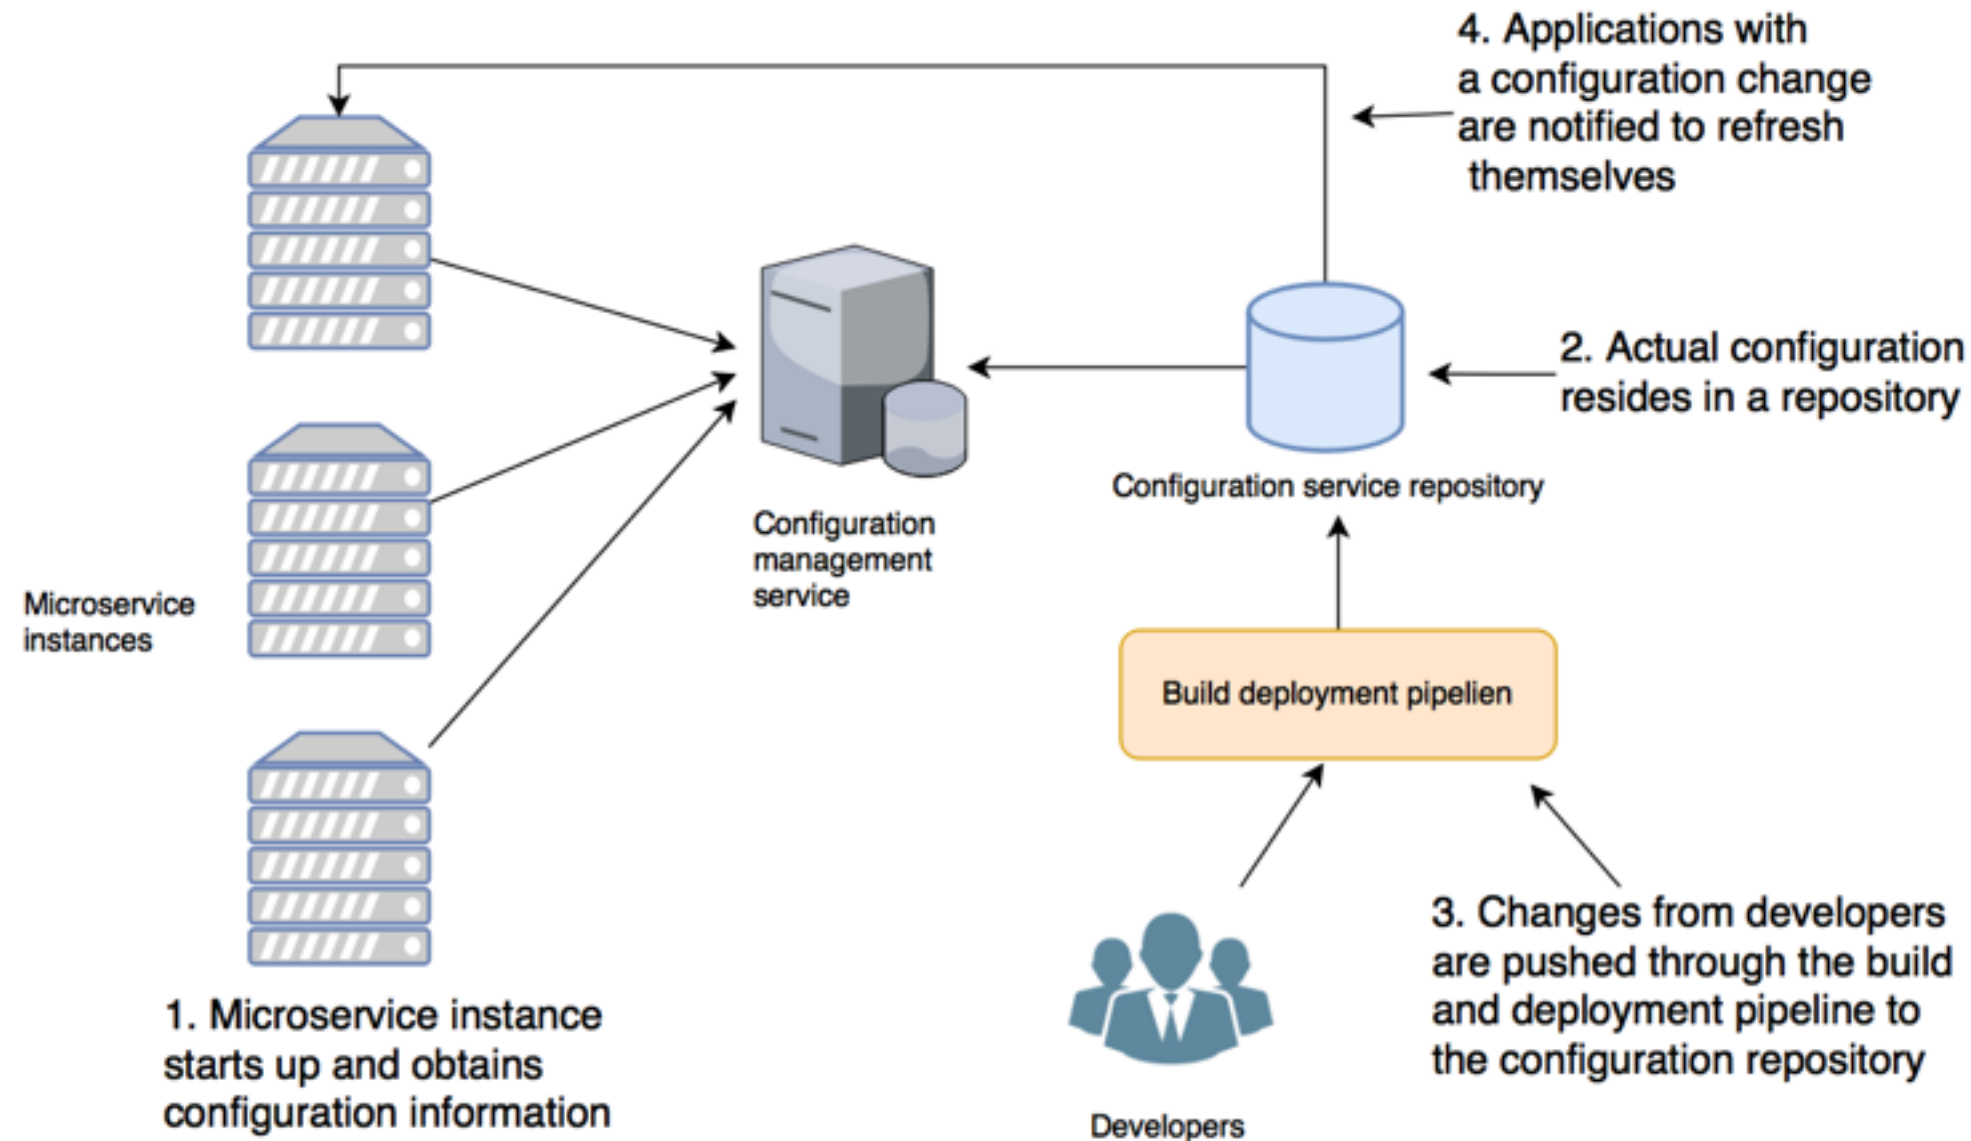 4. Applications with
a configuration change
are notified to refresh
themselves
2. Actual configuration
resides in a repository
Configuration service repository
Configuration
management
service
Microservice
instances
Build deployment pipelien
3. Changes from developers
are pushed through the build
and deployment pipeline to
the configuration repository
1. Microservice instance
starts up and obtains
configuration information
Developers